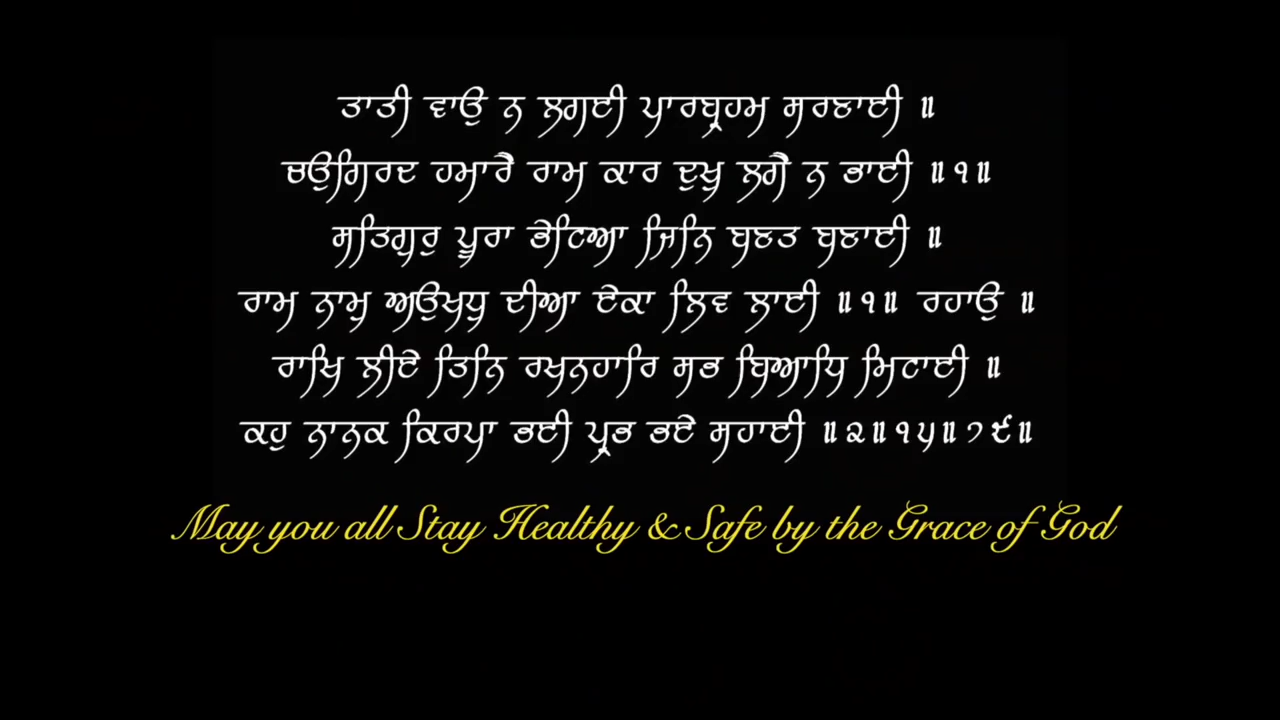 ਤਾਤੀ ਵਾਉ ਨ ਲਗਈ ਪਾਰਬ੍ਰਹਮ ਸਰਣਾਈ ॥
ਚਉਗਿਰਦ ਹਮਾਰੈ ਰਾਮ ਕਾਰ ਦੁਖੁ ਲਗੈ ਨ ਭਾਈ ॥੧॥
ਸਤਿਗੁਰੁ ਪੂਰਾ ਭੇਟਿਆ ਜਿਨਿ ਬਣਤ ਬਣਾਈ ॥
ਰਾਮ ਨਾਮੁ ਅਉਖਧੁ ਦੀਆ ਏਕਾ ਲਿਵ ਲਾਈ ॥੧॥ ਰਹਾਉ ॥
ਰਾਖਿ ਲੀਏ ਤਿਨਿ ਰਖਨਹਾਰਿ ਸਭ ਬਿਆਧਿ ਮਿਟਾਈ ॥
ਕਹੁ ਨਾਨਕ ਕਿਰਪਾ ਭਈ ਪ੍ਰਭ ਭਏ ਸਹਾਈ ॥੨॥੧੫॥੭੯॥
May you all Stay Healthy & Safe by the Grace of God